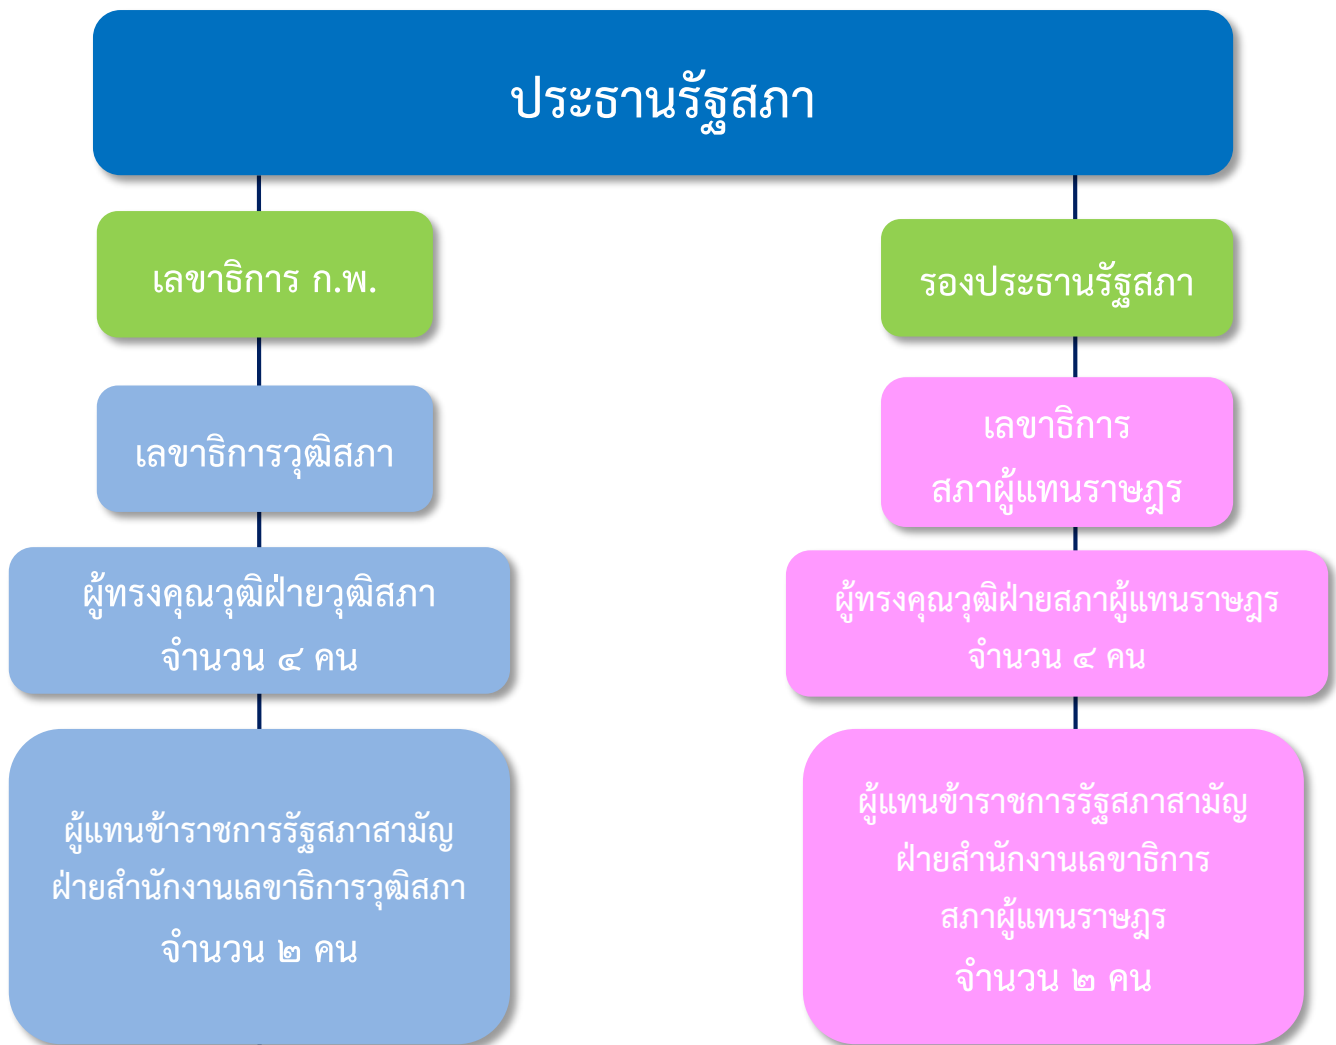 ประธานรัฐสภา
เลขาธิการ ก.พ.
รองประธานรัฐสภา
เลขาธิการวุฒิสภา
เลขาธิการ
สภาผู้แทนราษฎร
ผู้ทรงคุณวุฒิฝ่ายวุฒิสภา
จำนวน ๔ คน
ผู้ทรงคุณวุฒิฝ่ายสภาผู้แทนราษฎร
จำนวน ๔ คน
ผู้แทนข้าราชการรัฐสภาสามัญ
ฝ่ายสำนักงานเลขาธิการวุฒิสภา
จำนวน ๒ คน
ผู้แทนข้าราชการรัฐสภาสามัญ
ฝ่ายสำนักงานเลขาธิการ
สภาผู้แทนราษฎร
จำนวน ๒ คน